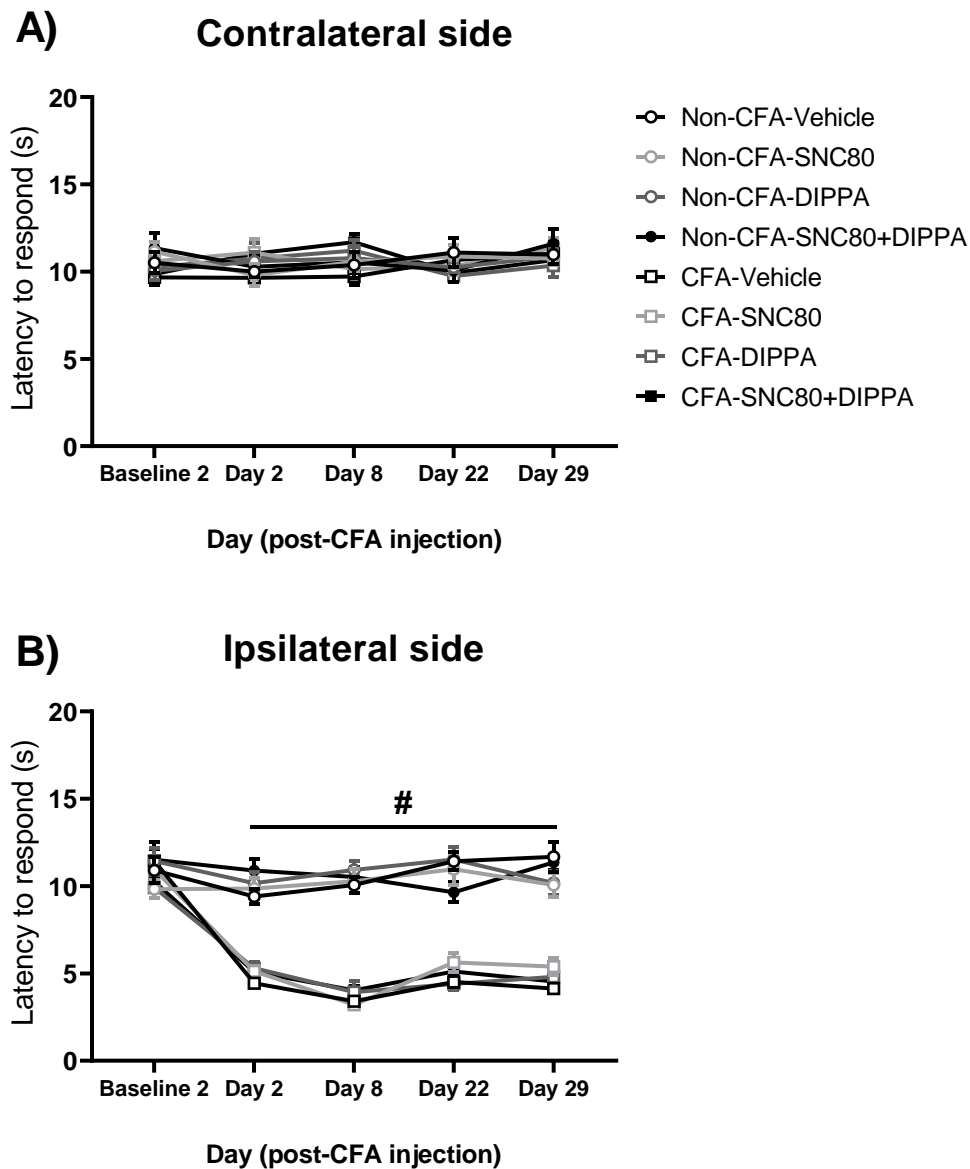 A) Contralateral side
20
15
10
5
0
Latency to respond (s)
Baseline 2 Day 2 Day 8 Day 22 Day 29
Day (post-CFA injection)
Non-CFA-Vehicle
Non-CFA-SNC80
Non-CFA-DIPPA
Non-CFA-SNC80+DIPPA
CFA-Vehicle
CFA-SNC80
CFA-DIPPA
CFA-SNC80+DIPPA
B) Ipsilateral side
20
15
10
5
0
Latency to respond (s)
#
Baseline 2 Day 2 Day 8 Day 22 Day 29
Day (post-CFA injection)